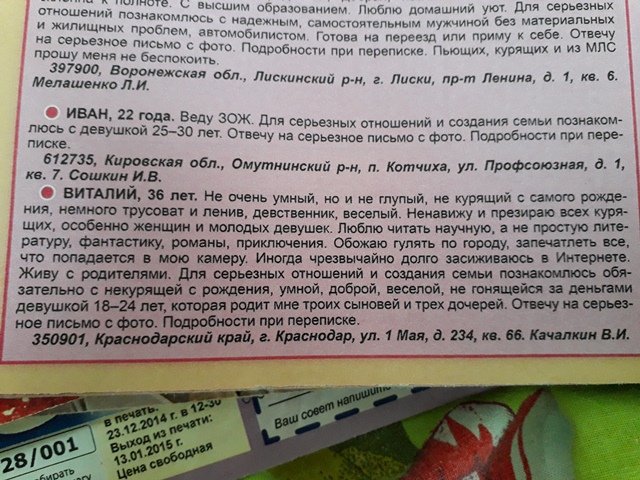 к полноте. С высшим образованием. Люблю домашний уют. Для серьезных
отношений познакомлюсь с надежным, самостоятельным мужчиной без материальных
и жилищных проблем, автомобилистом. Готова на переезд или приму к себе. Отвечу
на серьезное письмо с фото. Подробности при переписке. Пьющих, курящих и из МЛС
прошу меня не беспокоить.
397900, Воронежская обл., Лискинский р-н, г. Лиски, пр-т Ленина, д. 1, кв. 6.
Мелашенко Л.И.
ИВАН, 22 года. Веду ЗОЖ. Для серьезных отношений и создания семьи познаком-
люсь с девушкой 25–30 лет. Отвечу на серьезное письмо с фото. Подробности при пере-
писке.
612735, Кировская обл., Омутнинский р-н, п. Котчиха, ул. Профсоюзная, д. 1,
кв. 7. Сошкин И.В.
ВИТАЛИЙ, 36 лет. Не очень умный, но и не глупый, не курящий с самого рожде-
ния, немного трусоват и ленив, девственник, веселый. Ненавижу и презираю всех куря-
щих, особенно женщин и молодых девушек. Люблю читать научную, а не простую лите-
ратуру, фантастику, романы, приключения. Обожаю гулять по городу, запечатлеть все,
что попадается в мою камеру. Иногда чрезвычайно долго засиживаюсь в Интернете.
Живу с родителями. Для серьезных отношений и создания семьи познакомлюсь обя-
зательно с некурящей с рождения, умной, доброй, веселой, не гонящейся за деньгами
девушкой 18–24 лет, которая родит мне троих сыновей и трех дочерей. Отвечу на серьез-
ное письмо с фото. Подробности при переписке.
350901, Краснодарский край, г. Краснодар, ул. 1 Мая, д. 234, кв. 66. Качалкин В.И.
в печать:
23.12.2014 г. в 12-30
Выход из печати:
13.01.2015 г.
Цена свободная
28/001
Ваш совет напишите